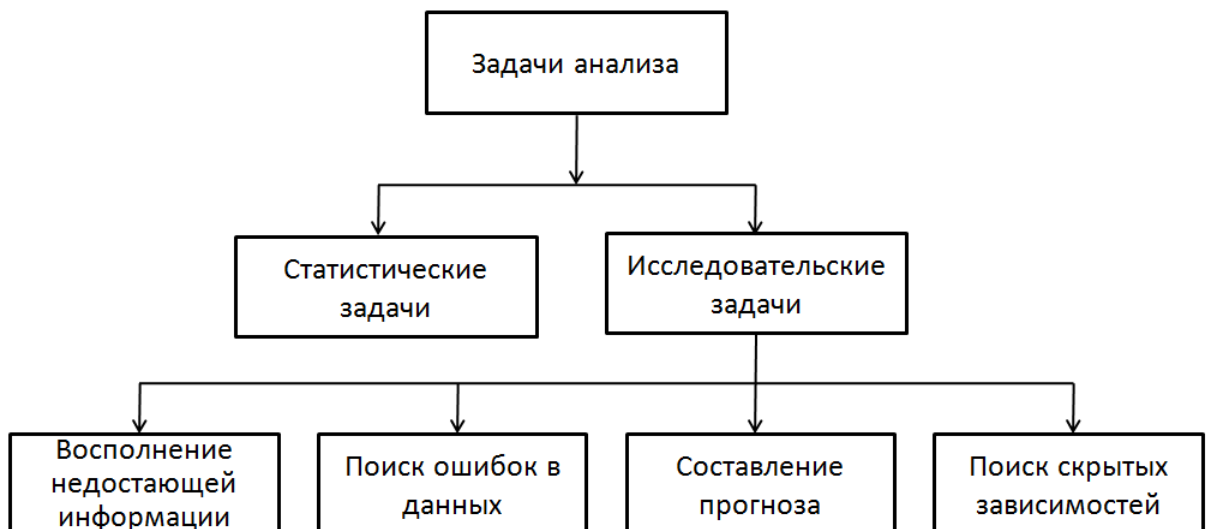 Задачи анализа
Статистические
задачи
Исследовательские
задачи
Восполнение
недостающей
информации
Поиск ошибок в
данных
Составление
прогноза
Поиск скрытых
зависимостей